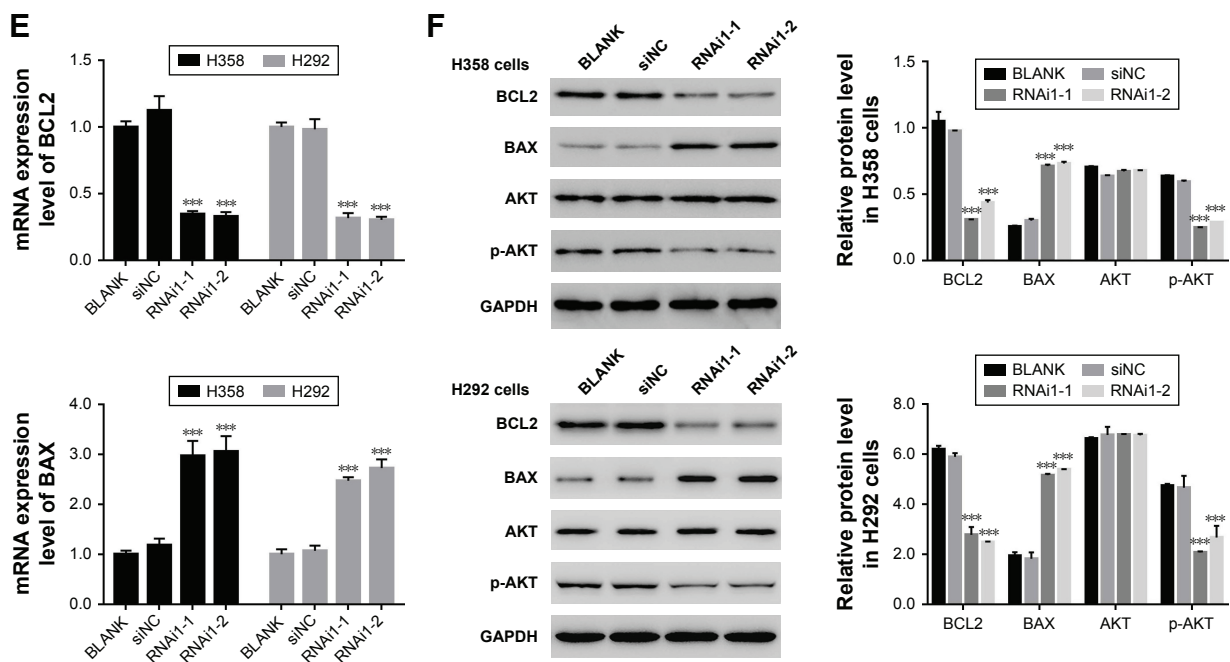 E
H358 H292
mRNA expression
level of BCL2
1.5
1.0
0.5
0.0
*** *** *** ***
BLANK siNC RNAi1-1 RNAi1-2 BLANK siNC RNAi1-1 RNAi1-2
H358 H292
mRNA expression
level of BAX
4.0
3.0
2.0
1.0
0.0
*** *** *** ***
BLANK siNC RNAi1-1 RNAi1-2 BLANK siNC RNAi1-1 RNAi1-2
F
H358 cells
BLANK siNC RNAi1-1 RNAi1-2
BCL2
BAX
AKT
p-AKT
GAPDH
H292 cells
BLANK siNC RNAi1-1 RNAi1-2
BCL2
BAX
AKT
p-AKT
GAPDH
BLANK siNC
RNAi1-1 RNAi1-2
Relative protein level
in H358 cells
1.5
1.0
0.5
0.0
*** *** *** *** *** ***
BCL2 BAX AKT p-AKT
BLANK siNC
RNAi1-1 RNAi1-2
Relative protein level
in H292 cells
8.0
6.0
4.0
2.0
0.0
*** *** *** *** *** ***
BCL2 BAX AKT p-AKT